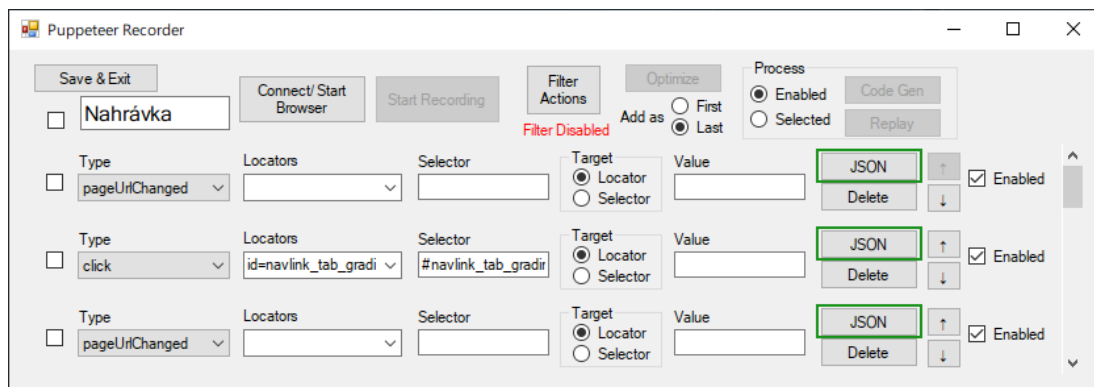 Puppeteer Recorder
Save & Exit
Nahrávka
Connect/ Start
Browser
Start Recording
Filter
Actions
Filter Disabled
Optimize
Add as
First
Last
Process
Enabled
Selected
Code Gen
Replay
Type
Locators
Selector
Target
Value
pageUrlChanged
Locator
Selector
JSON
Delete
↑
↓
Enabled
Type
Locators
Selector
Target
Value
click
id=navlink_tab_gradi
#navlink_tab_gradir
Locator
Selector
JSON
Delete
↑
↓
Enabled
Type
Locators
Selector
Target
Value
pageUrlChanged
Locator
Selector
JSON
Delete
↑
↓
Enabled